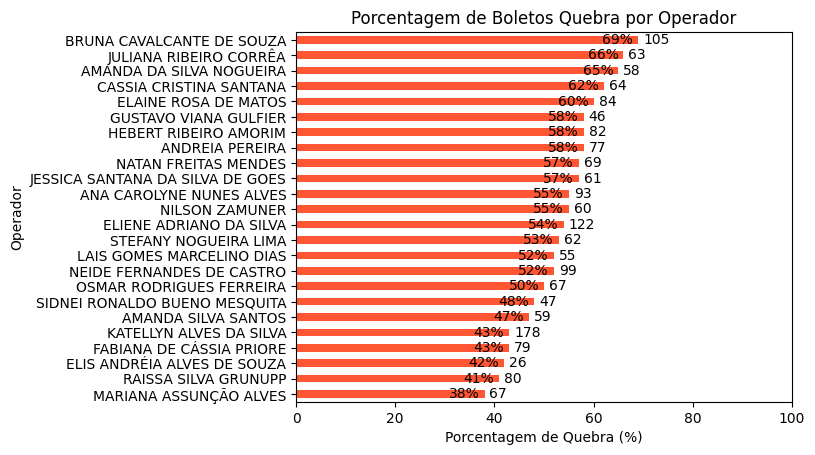 Porcentagem de Boletos Quebra por Operador
BRUNA CAVALCANTE DE SOUZA 69% 105
JULIANA RIBEIRO CORRÊA 66% 63
AMANDA DA SILVA NOGUEIRA 65% 58
CASSIA CRISTINA SANTANA 62% 64
ELAINE ROSA DE MATOS 60% 84
GUSTAVO VIANA GULFIER 58% 46
HEBERT RIBEIRO AMORIM 58% 82
ANDREIA PEREIRA 58% 77
NATAN FREITAS MENDES 57% 69
JESSICA SANTANA DA SILVA DE GOES 57% 61
ANA CAROLYNE NUNES ALVES 55% 93
NILSON ZAMUNER 55% 60
ELIENE ADRIANO DA SILVA 54% 122
STEFANY NOGUEIRA LIMA 53% 62
LAIS GOMES MARCELINO DIAS 52% 55
NEIDE FERNANDES DE CASTRO 52% 99
OSMAR RODRIGUES FERREIRA 50% 67
SIDNEI RONALDO BUENO MESQUITA 48% 47
AMANDA SILVA SANTOS 47% 59
KATELLYN ALVES DA SILVA 43% 178
FABIANA DE CÁSSIA PRIORE 43% 79
ELIS ANDRÉIA ALVES DE SOUZA 42% 26
RAISSA SILVA GRUNUPP 41% 80
MARIANA ASSUNÇÃO ALVES 38% 67
Operador
0 20 40 60 80 100
Porcentagem de Quebra (%)